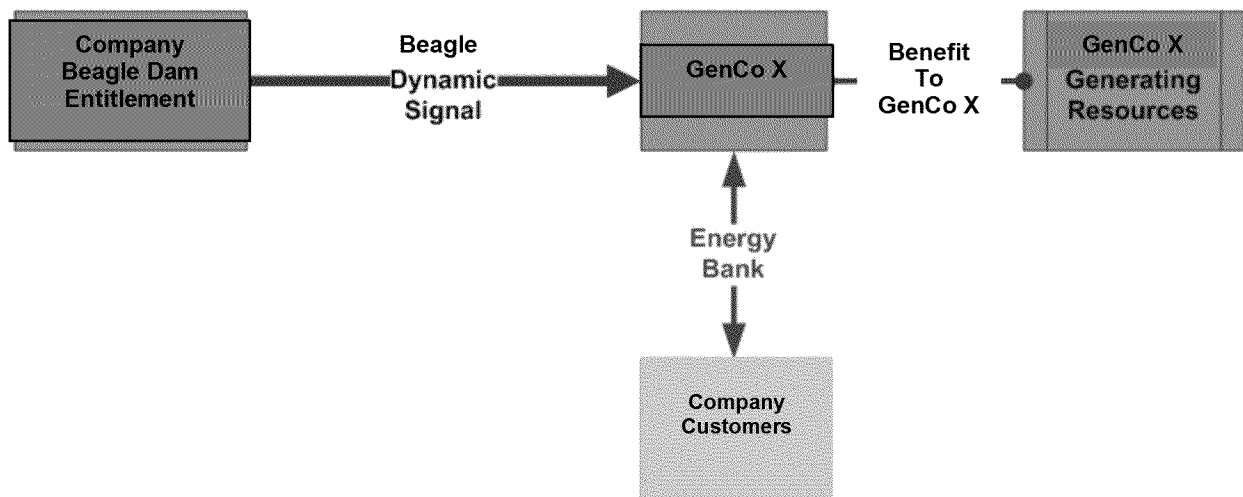 Company
Beagle Dam
Entitlement
Beagle
Dynamic
Signal
GenCo X
Benefit
To
GenCo X
GenCo X
Generating
Resources
Energy
Bank
Company
Customers